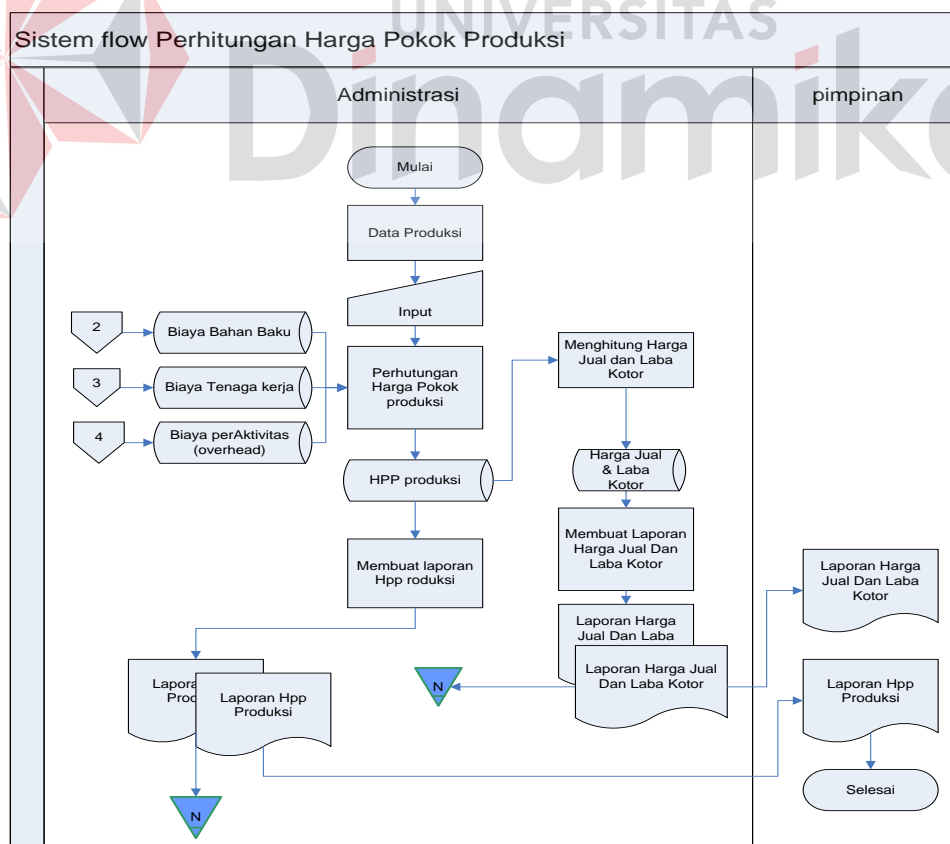 UNIVERSITAS
Dinamika
Sistem flow Perhitungan Harga Pokok Produksi
Administrasi
pimpinan
Mulai
Data Produksi
Input
2
Biaya Bahan Baku
3
Biaya Tenaga kerja
4
Biaya perAktivitas
(overhead)
Perhutungan
Harga Pokok
produksi
HPP produksi
Membuat laporan
Hpp roduksi
Menghitung Harga
Jual dan Laba
Kotor
Harga Jual
& Laba
Kotor
Membuat Laporan
Harga Jual Dan
Laba Kotor
Laporan Harga
Jual Dan Laba
Laporan Harga Jual
Dan Laba Kotor
N
Laporan Hpp
Produksi
N
Laporan Harga
Jual Dan Laba
Kotor
Laporan Hpp
Produksi
Selesai